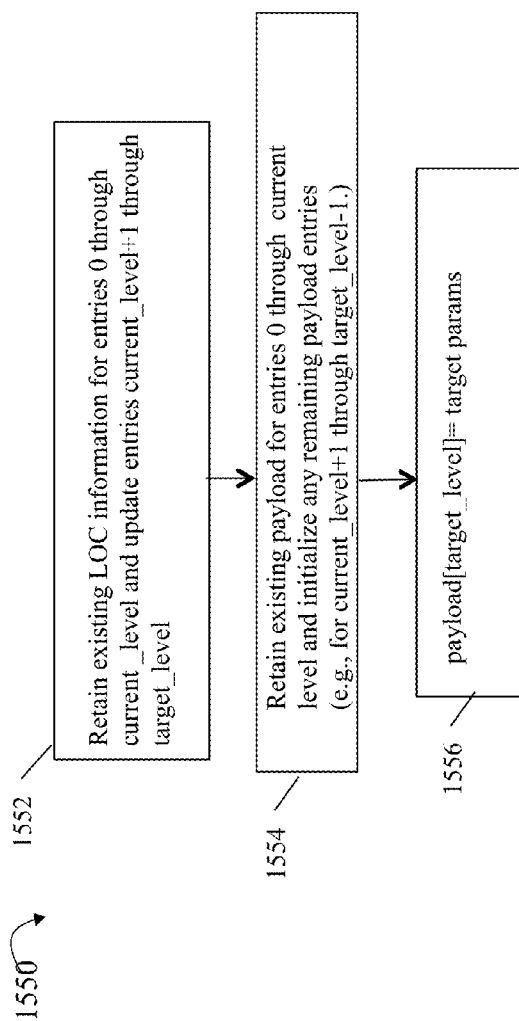 1550
1552
Retain existing LOC information for entries 0 through
current_level and update entries current_level+1 through
target_level
1554
Retain existing payload for entries 0 through current
level and initialize any remaining payload entries
(e.g., for current_level+1 through target_level-1.)
1556
payload[target_level]= target params